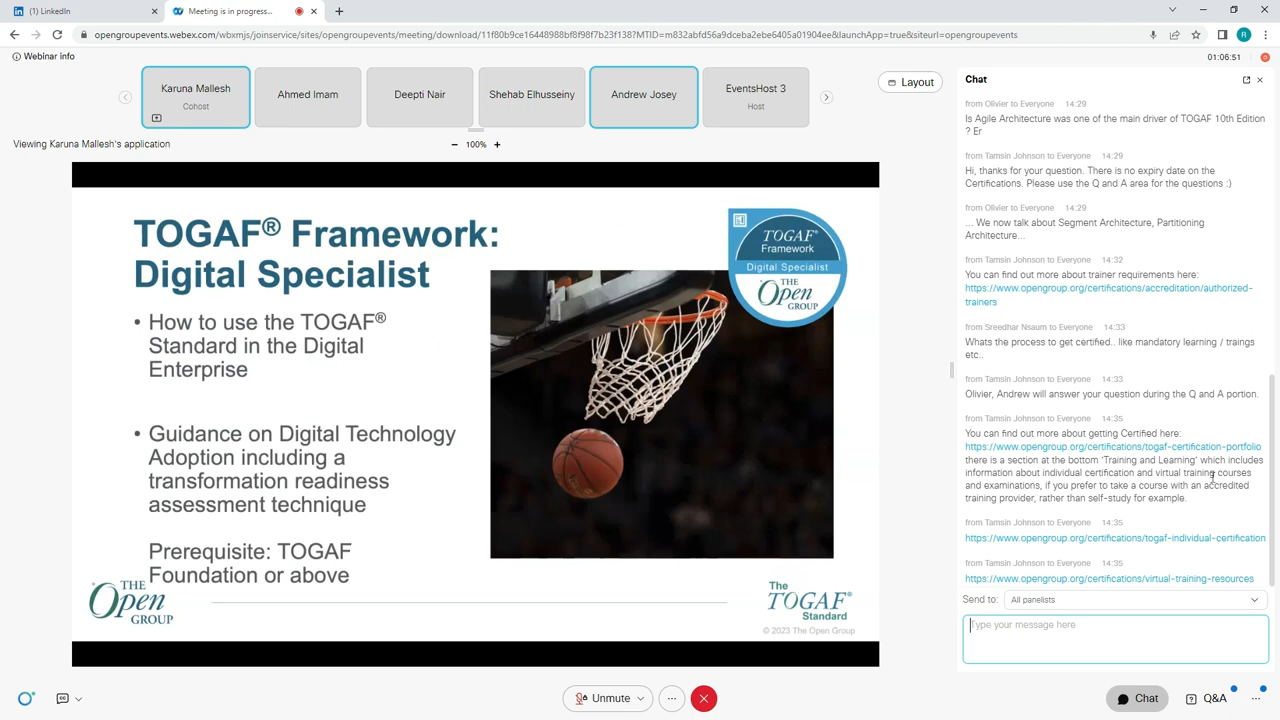 (1) LinkedIn
Meeting is in progress...
opengroupevents.webex.com/wbxmjs/joinservice/sites/opengroupevents/meeting/download/11f80b9ce16448988bf8f98f7b23f138?MTID=m832abfd56a9dceba2ebe6405a01904ee&launchApp=true&siteurl=opengroupevents
R
Webinar info
01:06:51
Karuna Mallesh
Cohost
Ahmed Imam
Deepti Nair
Shehab Elhusseiny
Andrew Josey
EventsHost 3
Host
Layout
Viewing Karuna Mallesh's application
100%
TOGAF® Framework:
Digital Specialist
• How to use the TOGAF®
Standard in the Digital
Enterprise
• Guidance on Digital Technology
Adoption including a
transformation readiness
assessment technique
Prerequisite: TOGAF
Foundation or above
TOGAF®
Framework
Digital Specialist
THE
Open
GROUP
THE
Open
GROUP
The
TOGAF®
Standard
© 2023 The Open Group
Chat
from Olivier to Everyone 14:29
Is Agile Architecture was one of the main driver of TOGAF 10th Edition
? Er
from Tamsin Johnson to Everyone 14:29
Hi, thanks for your question. There is no expiry date on the
Certifications. Please use the Q and A area for the questions :)
from Olivier to Everyone 14:29
... We now talk about Segment Architecture, Partitioning
Architecture...
from Tamsin Johnson to Everyone 14:32
You can find out more about trainer requirements here:
https://www.opengroup.org/certifications/accreditation/authorized-
trainers
from Sreedhar Nsaum to Everyone 14:33
Whats the process to get certified.. like mandatory learning / traings
etc..
from Tamsin Johnson to Everyone 14:33
Olivier, Andrew will answer your question during the Q and A portion.
from Tamsin Johnson to Everyone 14:35
You can find out more about getting Certified here:
https://www.opengroup.org/certifications/togaf-certification-portfolio
there is a section at the bottom 'Training and Learning' which includes
information about individual certification and virtual training courses
and examinations, if you prefer to take a course with an accredited
training provider, rather than self-study for example.
from Tamsin Johnson to Everyone 14:35
https://www.opengroup.org/certifications/togaf-individual-certification
from Tamsin Johnson to Everyone 14:35
https://www.opengroup.org/certifications/virtual-training-resources
Send to: All panelists
Type your message here
Unmute
Chat
Q&A